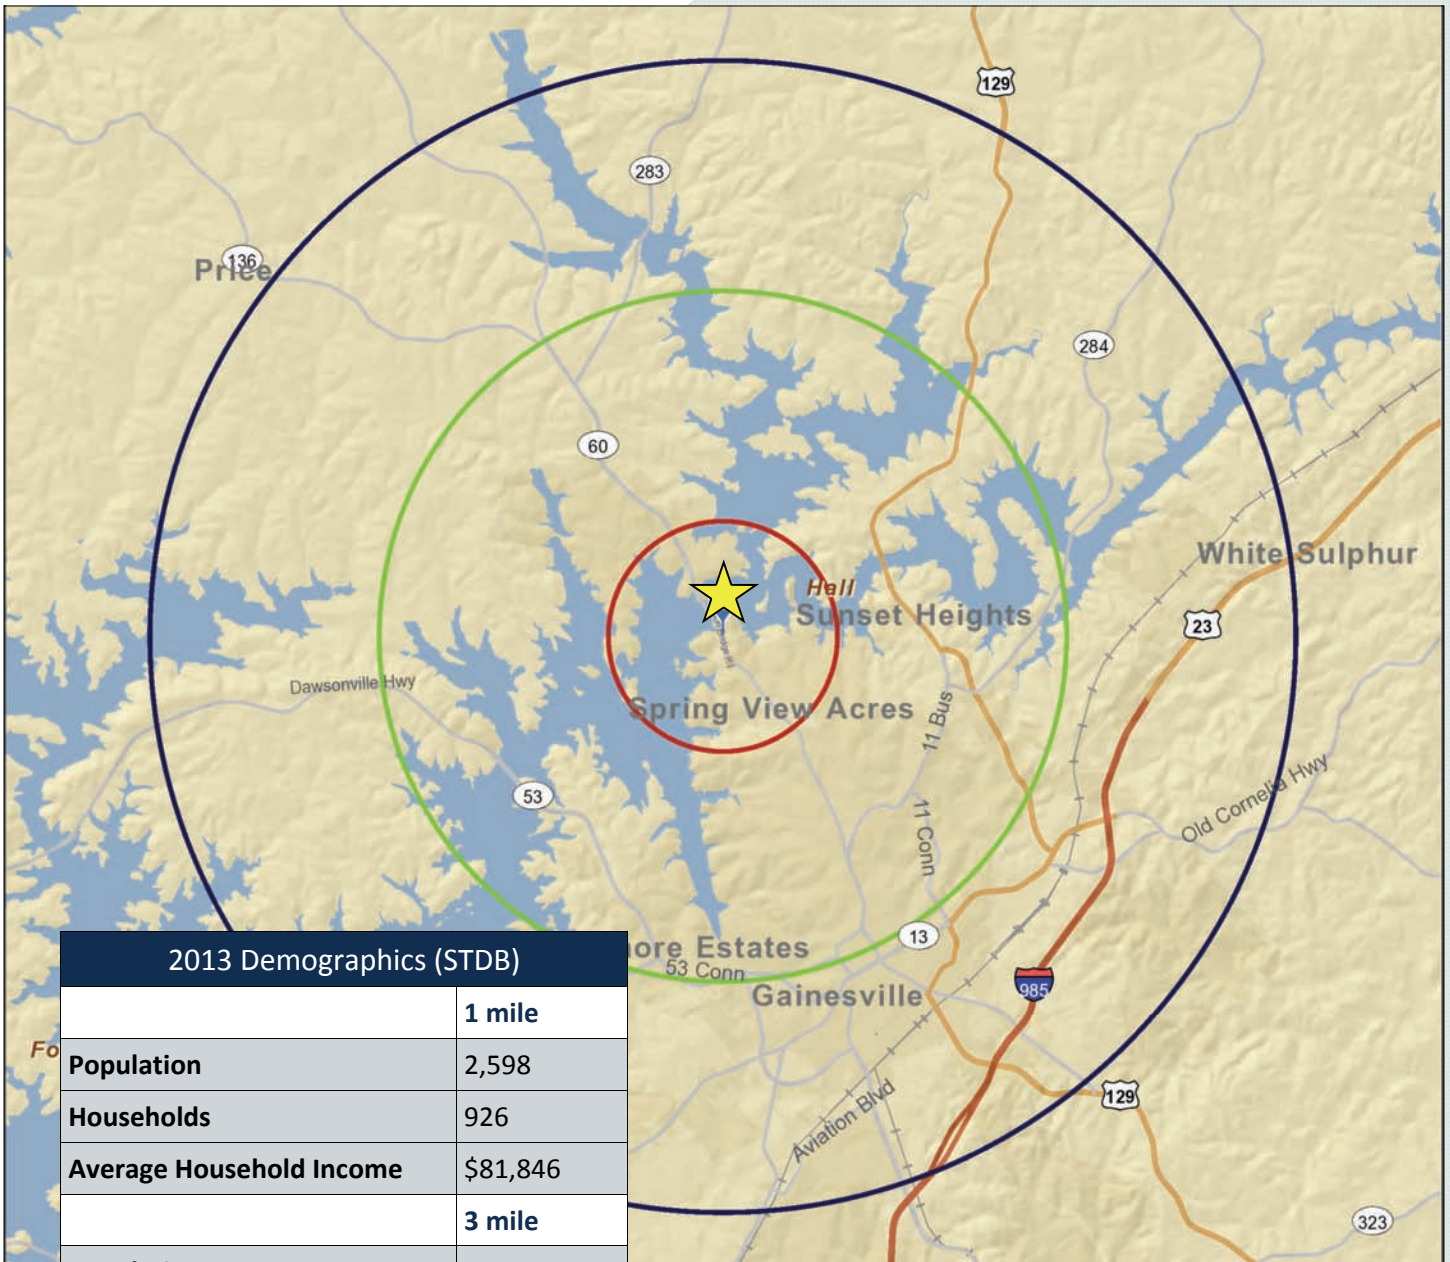 129
283
136
Price
284
60
White Sulphur
Hall
Sunset Heights
23
Dawsonville Hwy
Spring View Acres
11 Bus
53
Old Cornelia Hwy
11 Conn
13
ore Estates
53 Conn
Gainesville
985
Fo
129
Aviation Blvd
323
2013 Demographics (STDB)
1 mile
Population 2,598
Households 926
Average Household Income $81,846
3 mile